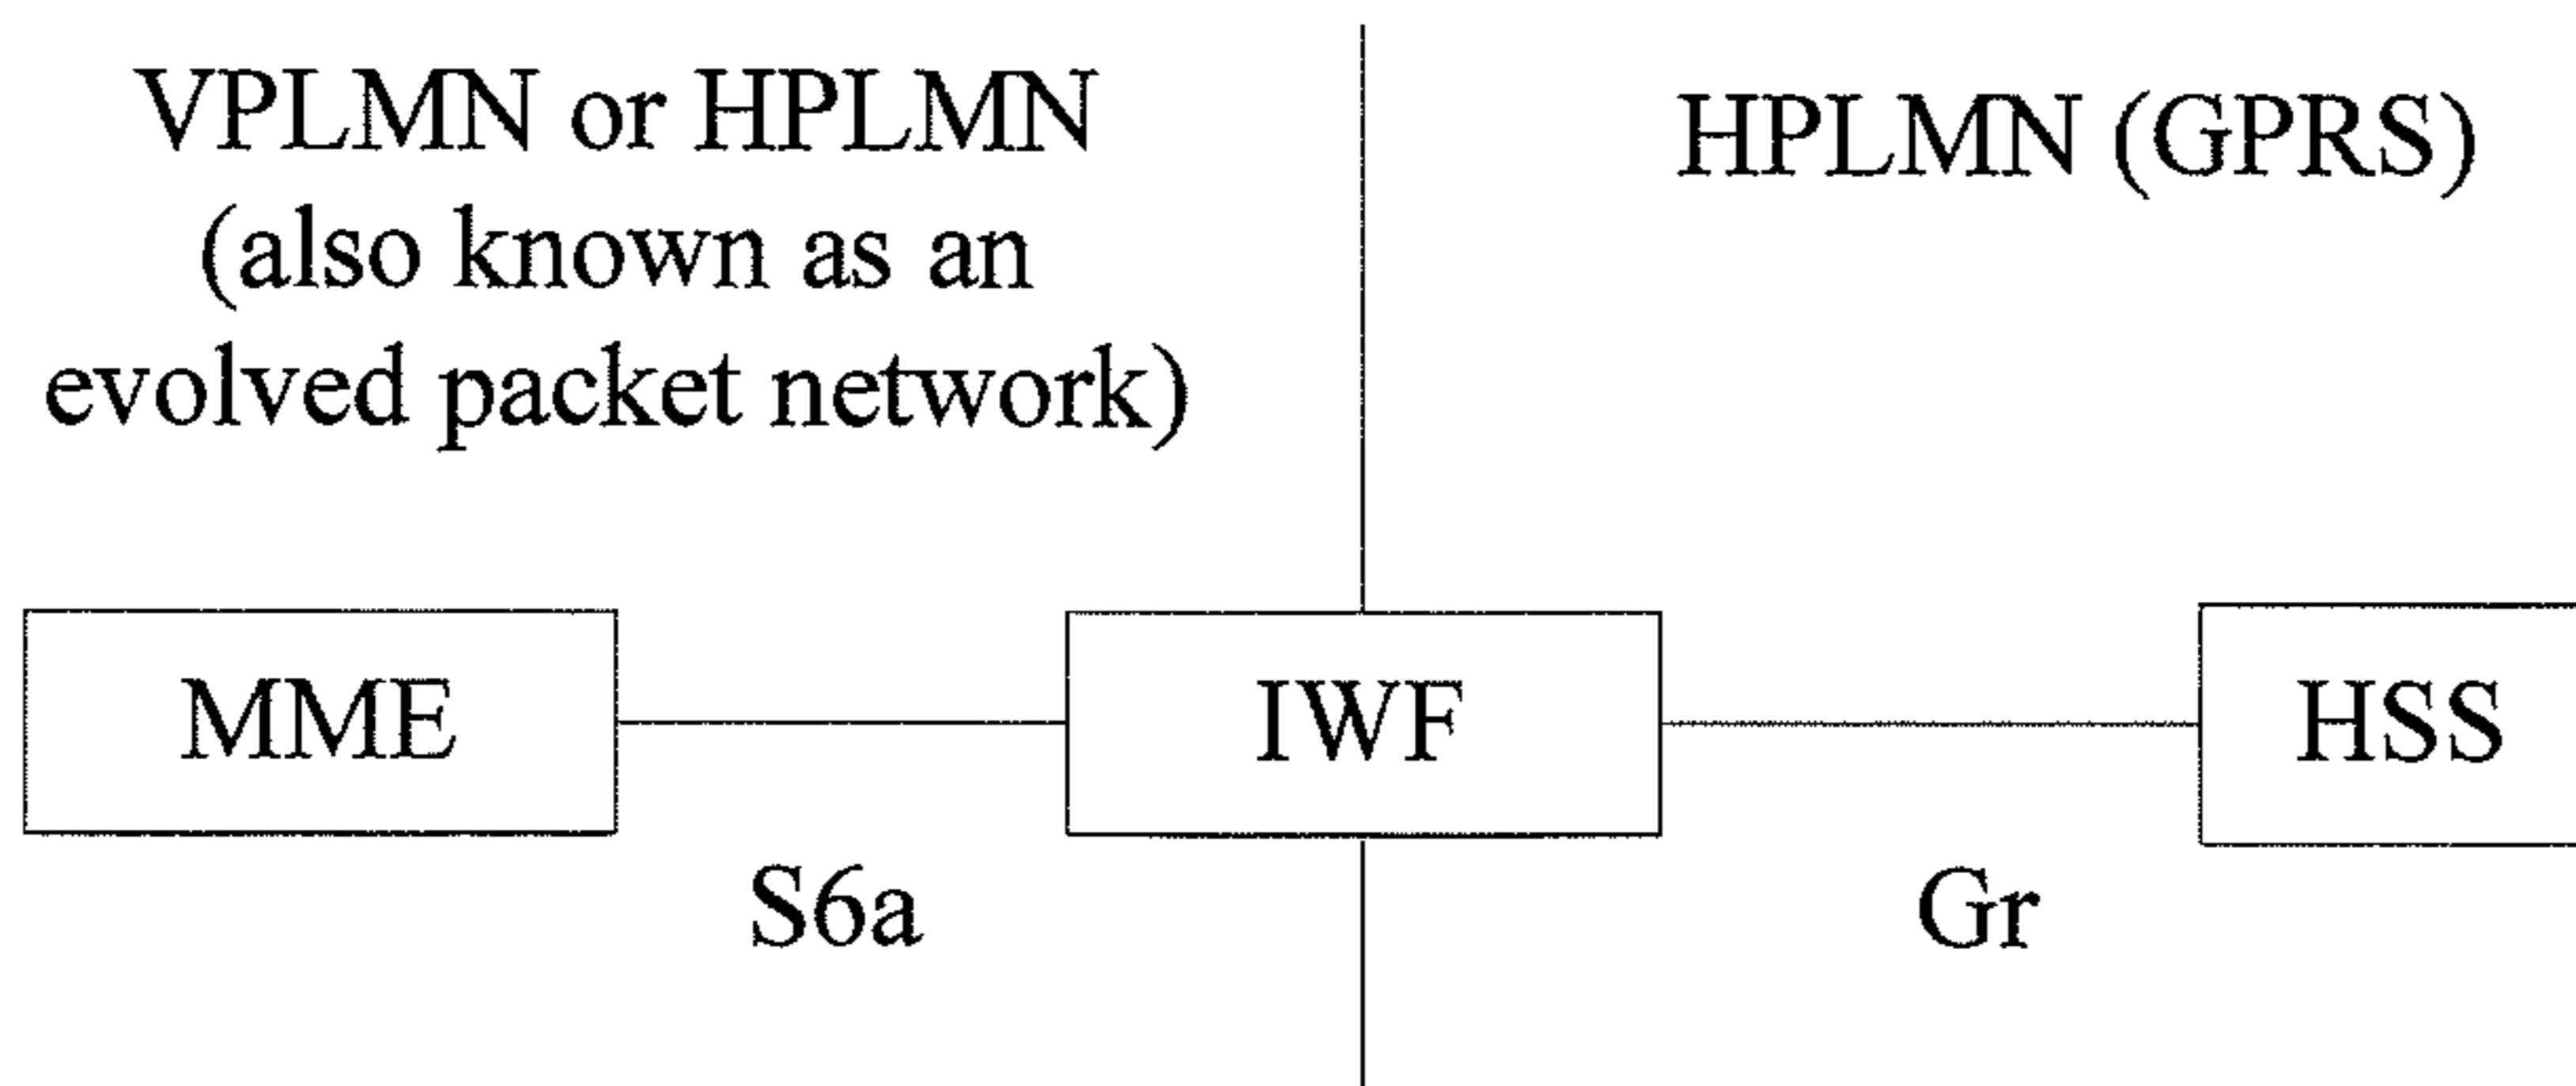 VPLMN or HPLMN
(also known as an
evolved packet network)
HPLMN (GPRS)
MME
IWF
HSS
S6a
Gr